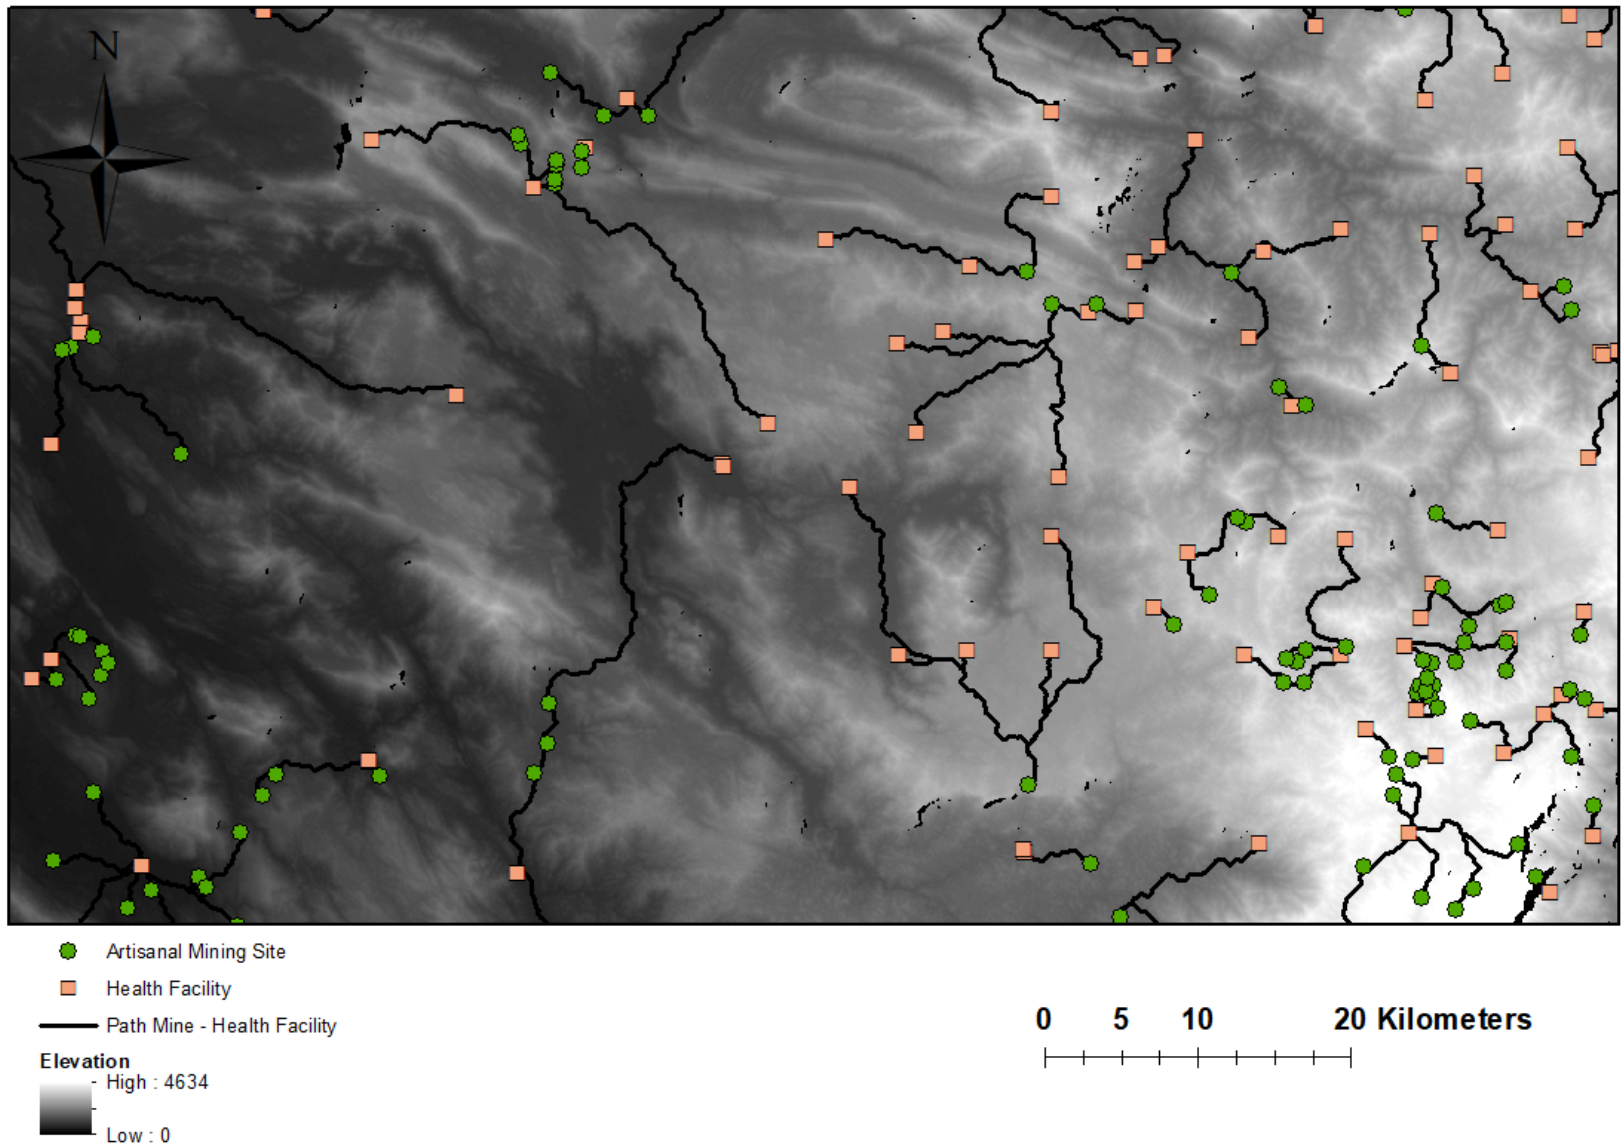 N
Artisanal Mining Site
Health Facility
Path Mine - Health Facility
Elevation
High : 4634
Low : 0
0 5 10 20 Kilometers